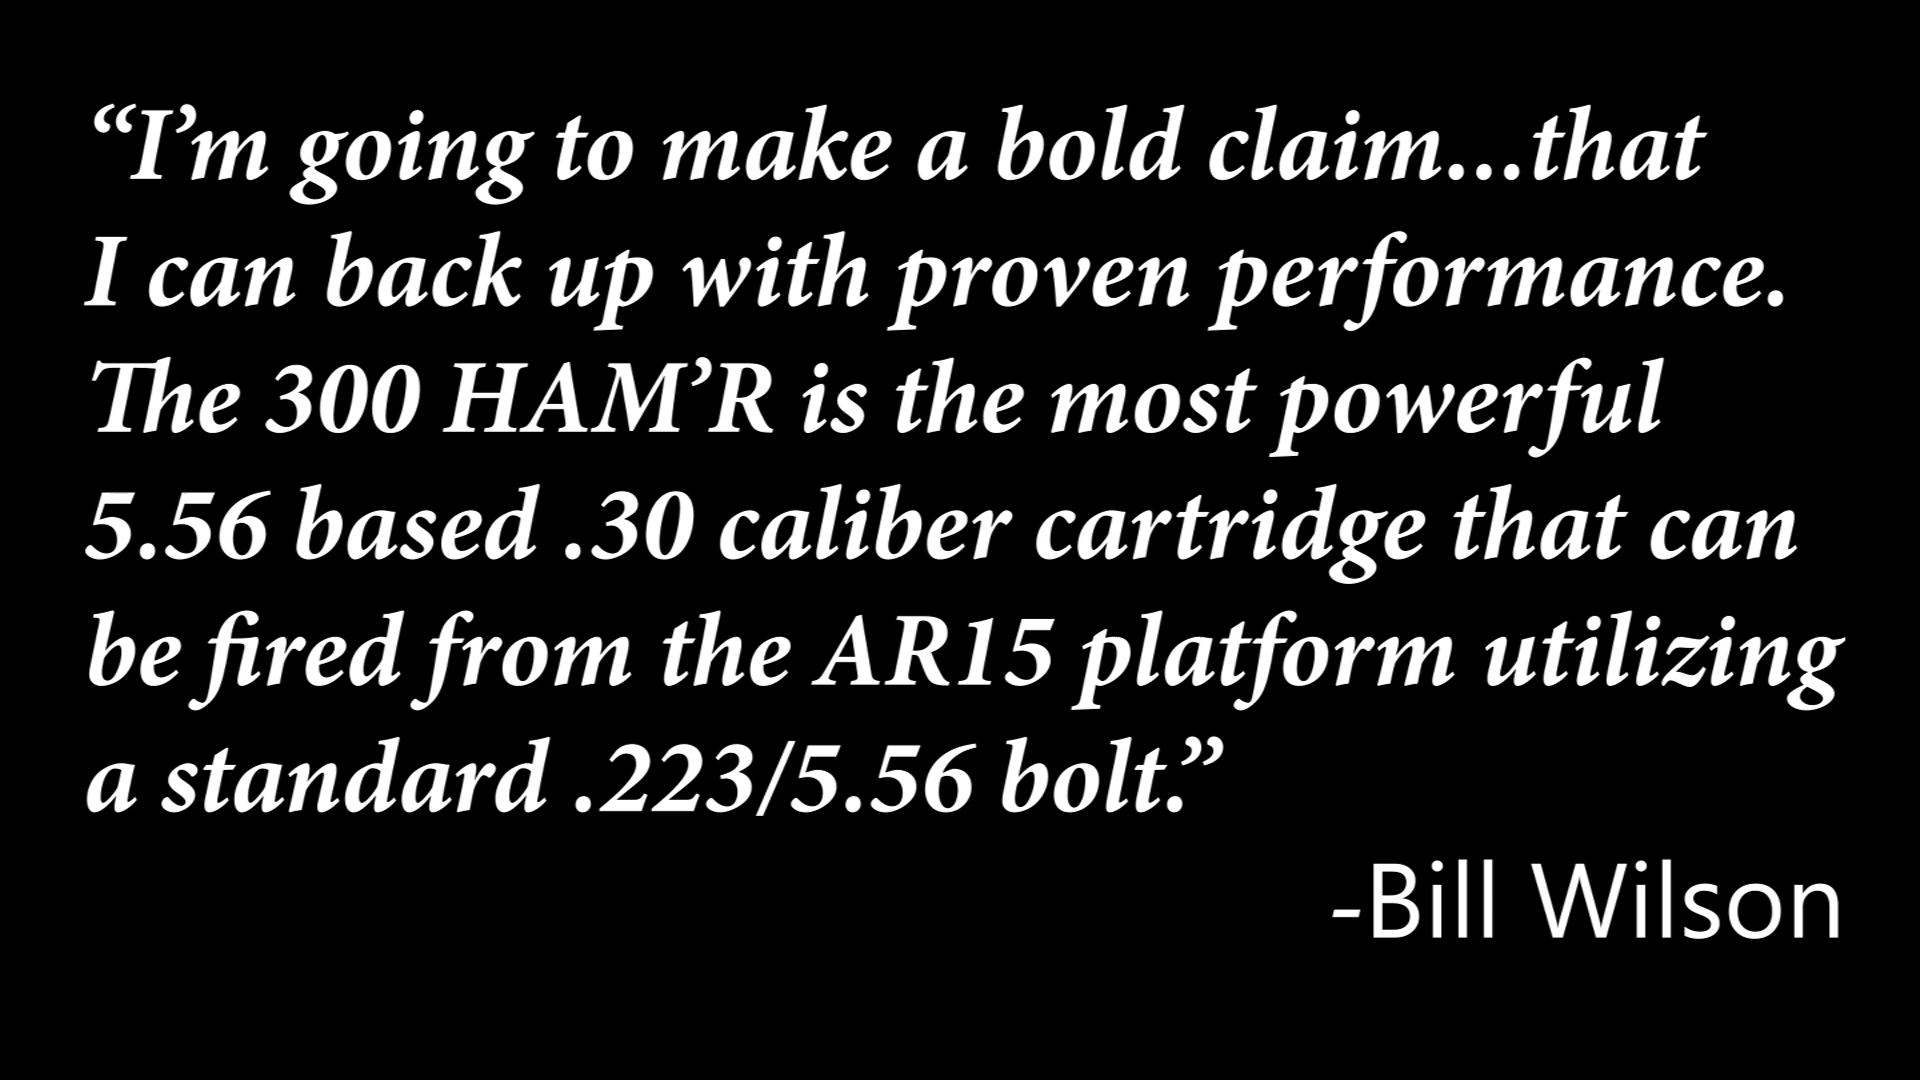 “I’m going to make a bold claim...that
I can back up with proven performance.
The 300 HAM’R is the most powerful
5.56 based .30 caliber cartridge that can
be fired from the AR15 platform utilizing
a standard .223/5.56 bolt.”
-Bill Wilson